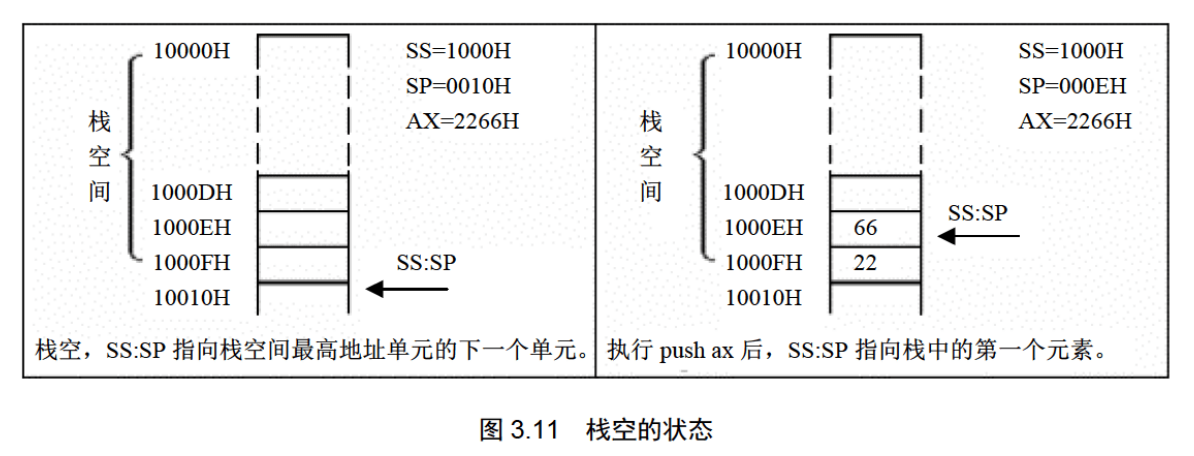 10000H
SS=1000H
SP=0010H
AX=2266H
栈空间
1000DH
1000EH
1000FH
SS:SP
10010H
栈空，SS:SP 指向栈空间最高地址单元的下一个单元。
10000H
SS=1000H
SP=000EH
AX=2266H
栈空间
1000DH
1000EH 66
SS:SP
1000FH 22
10010H
执行 push ax 后，SS:SP 指向栈中的第一个元素。
图 3.11 栈空的状态